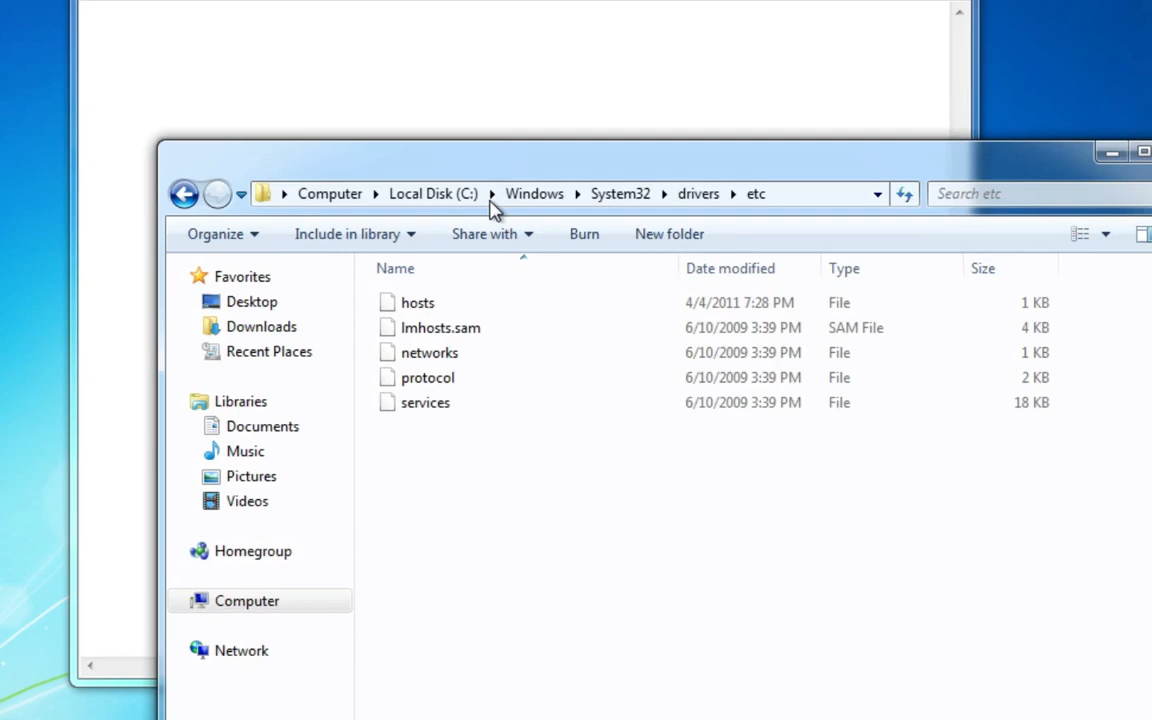 Computer Local Disk (C:) Windows System32 drivers etc Search etc
Organize Include in library Share with Burn New folder
Name Date modified Type Size
Favorites
Desktop
Downloads
Recent Places
Libraries
Documents
Music
Pictures
Videos
Homegroup
Computer
Network
hosts 4/4/2011 7:28 PM File 1 KB
lmhosts.sam 6/10/2009 3:39 PM SAM File 4 KB
networks 6/10/2009 3:39 PM File 1 KB
protocol 6/10/2009 3:39 PM File 2 KB
services 6/10/2009 3:39 PM File 18 KB